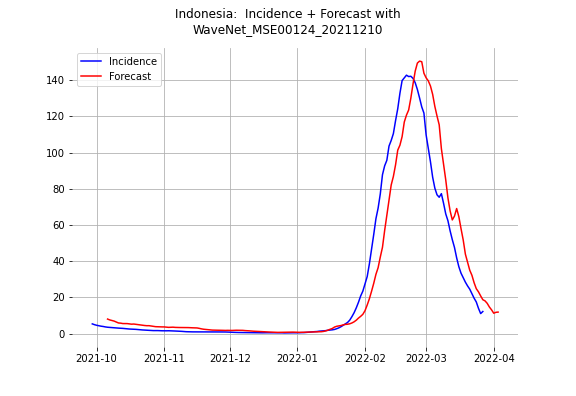 Indonesia:  Incidence + Forecast with
WaveNet_MSE00124_20211210
Incidence
Forecast
140
120
100
80
60
40
20
0
2021-10 2021-11 2021-12 2022-01 2022-02 2022-03 2022-04